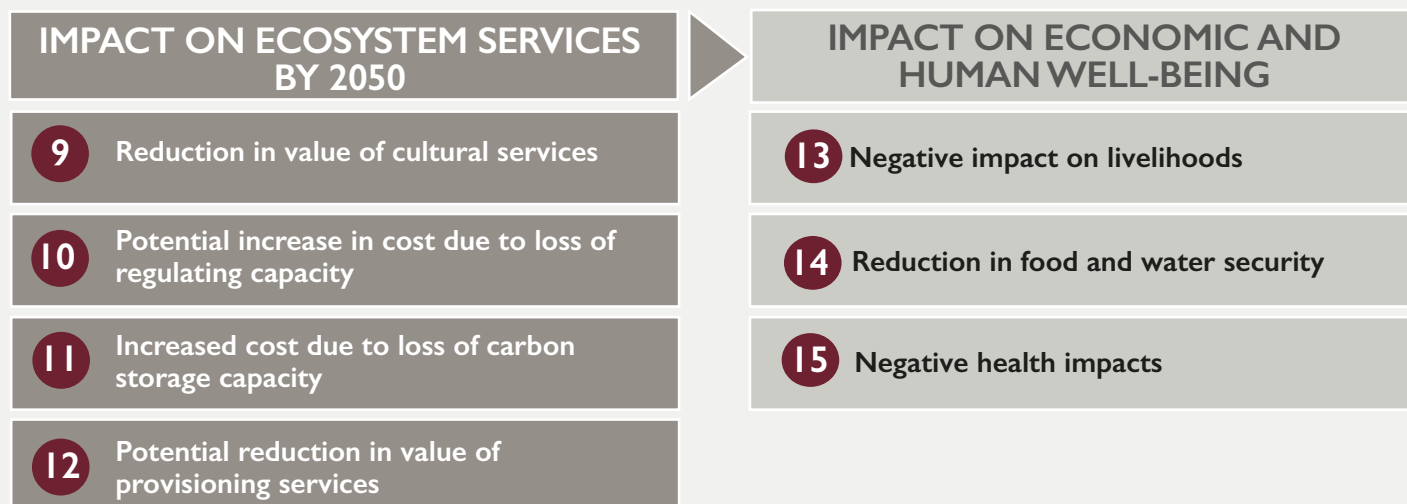 IMPACT ON ECOSYSTEM SERVICES
BY 2050
9
Reduction in value of cultural services
10
Potential increase in cost due to loss of
regulating capacity
11
Increased cost due to loss of carbon
storage capacity
12
Potential reduction in value of
provisioning services
IMPACT ON ECONOMIC AND
HUMAN WELL-BEING
13 Negative impact on livelihoods
14 Reduction in food and water security
15 Negative health impacts